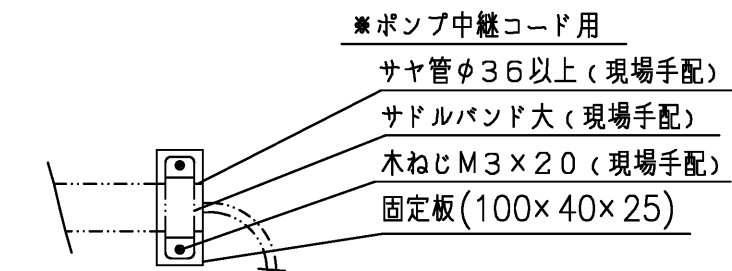 ※ポンプ中継コード用
サヤ管φ36以上(現場手配)
サドルバンド大(現場手配)
木ねじM3×20(現場手配)
固定板(100×40×25)